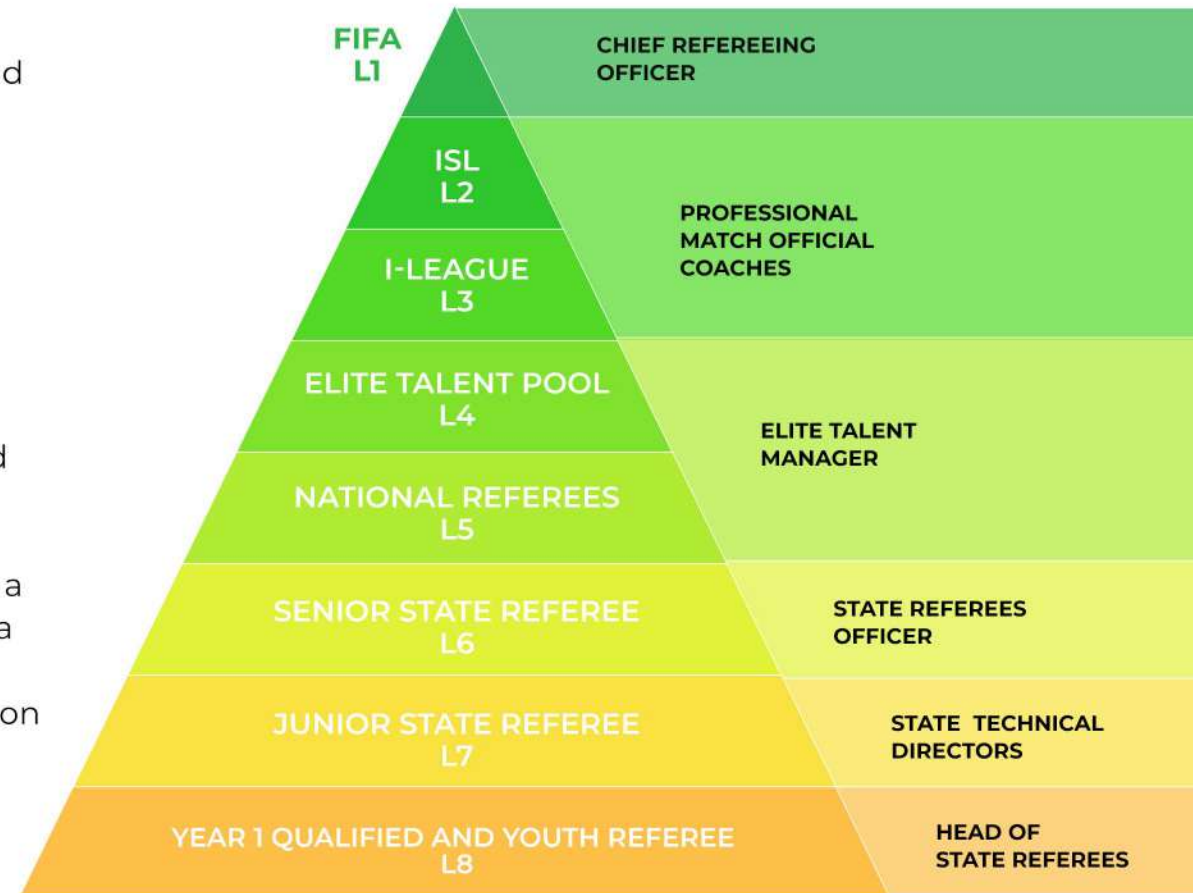 d
d
a
a
on
FIFA
L1
CHIEF REFEREEING
OFFICER
ISL
L2
I-LEAGUE
L3
PROFESSIONAL
MATCH OFFICIAL
COACHES
ELITE TALENT POOL
L4
NATIONAL REFEREES
L5
ELITE TALENT
MANAGER
SENIOR STATE REFEREE
L6
STATE REFEREES
OFFICER
JUNIOR STATE REFEREE
L7
STATE TECHNICAL
DIRECTORS
YEAR 1 QUALIFIED AND YOUTH REFEREE
L8
HEAD OF
STATE REFEREES